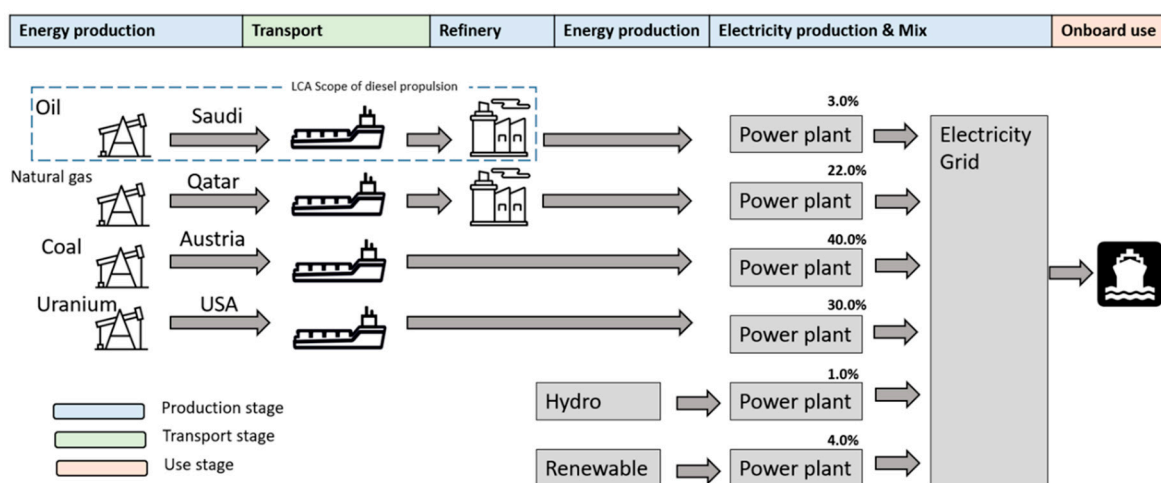 Energy production Transport Refinery Energy production Electricity production & Mix Onboard use
LCA Scope of diesel propulsion
Oil
Saudi
3.0%
Power plant
Electricity
Grid
Natural gas
Qatar
22.0%
Power plant
Coal
Austria
40.0%
Power plant
Uranium
USA
30.0%
Power plant
1.0%
Hydro
Power plant
4.0%
Renewable
Power plant
Production stage
Transport stage
Use stage